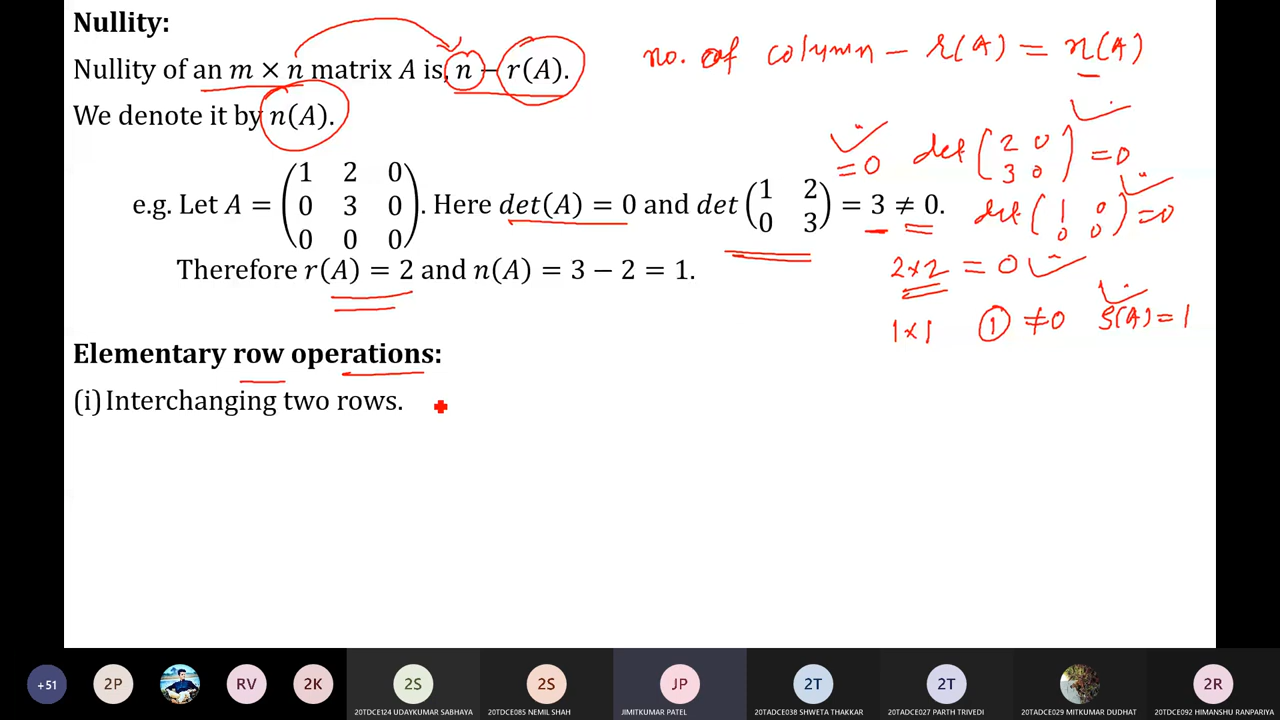 Nullity:
Nullity of an m × n matrix A is, n − r(A).
no. of column − r(A) = n(A)
We denote it by n(A).
e.g. Let A = (1 2 0
0 3 0
0 0 0). Here det(A) = 0 and det (1 2
0 3) = 3 ≠ 0.
= 0
det (2 0
3 0) = 0
det (1 0
0 0) = 0
Therefore r(A) = 2 and n(A) = 3 − 2 = 1.
2×2 = 0
1×1 1 ≠ 0 ρ(A) = 1
Elementary row operations:
(i) Interchanging two rows.
+51
2P
RV
2K
2S
20TDCE124 UDAYKUMAR SABHAYA
2S
20TDCE085 NEMIL SHAH
JP
JIMITKUMAR PATEL
2T
20TADCE038 SHWETA THAKKAR
2T
20TADCE027 PARTH TRIVEDI
20TADCE029 MITKUMAR DUDHAT
2R
20TDCE092 HIMANSHU RANPARIYA